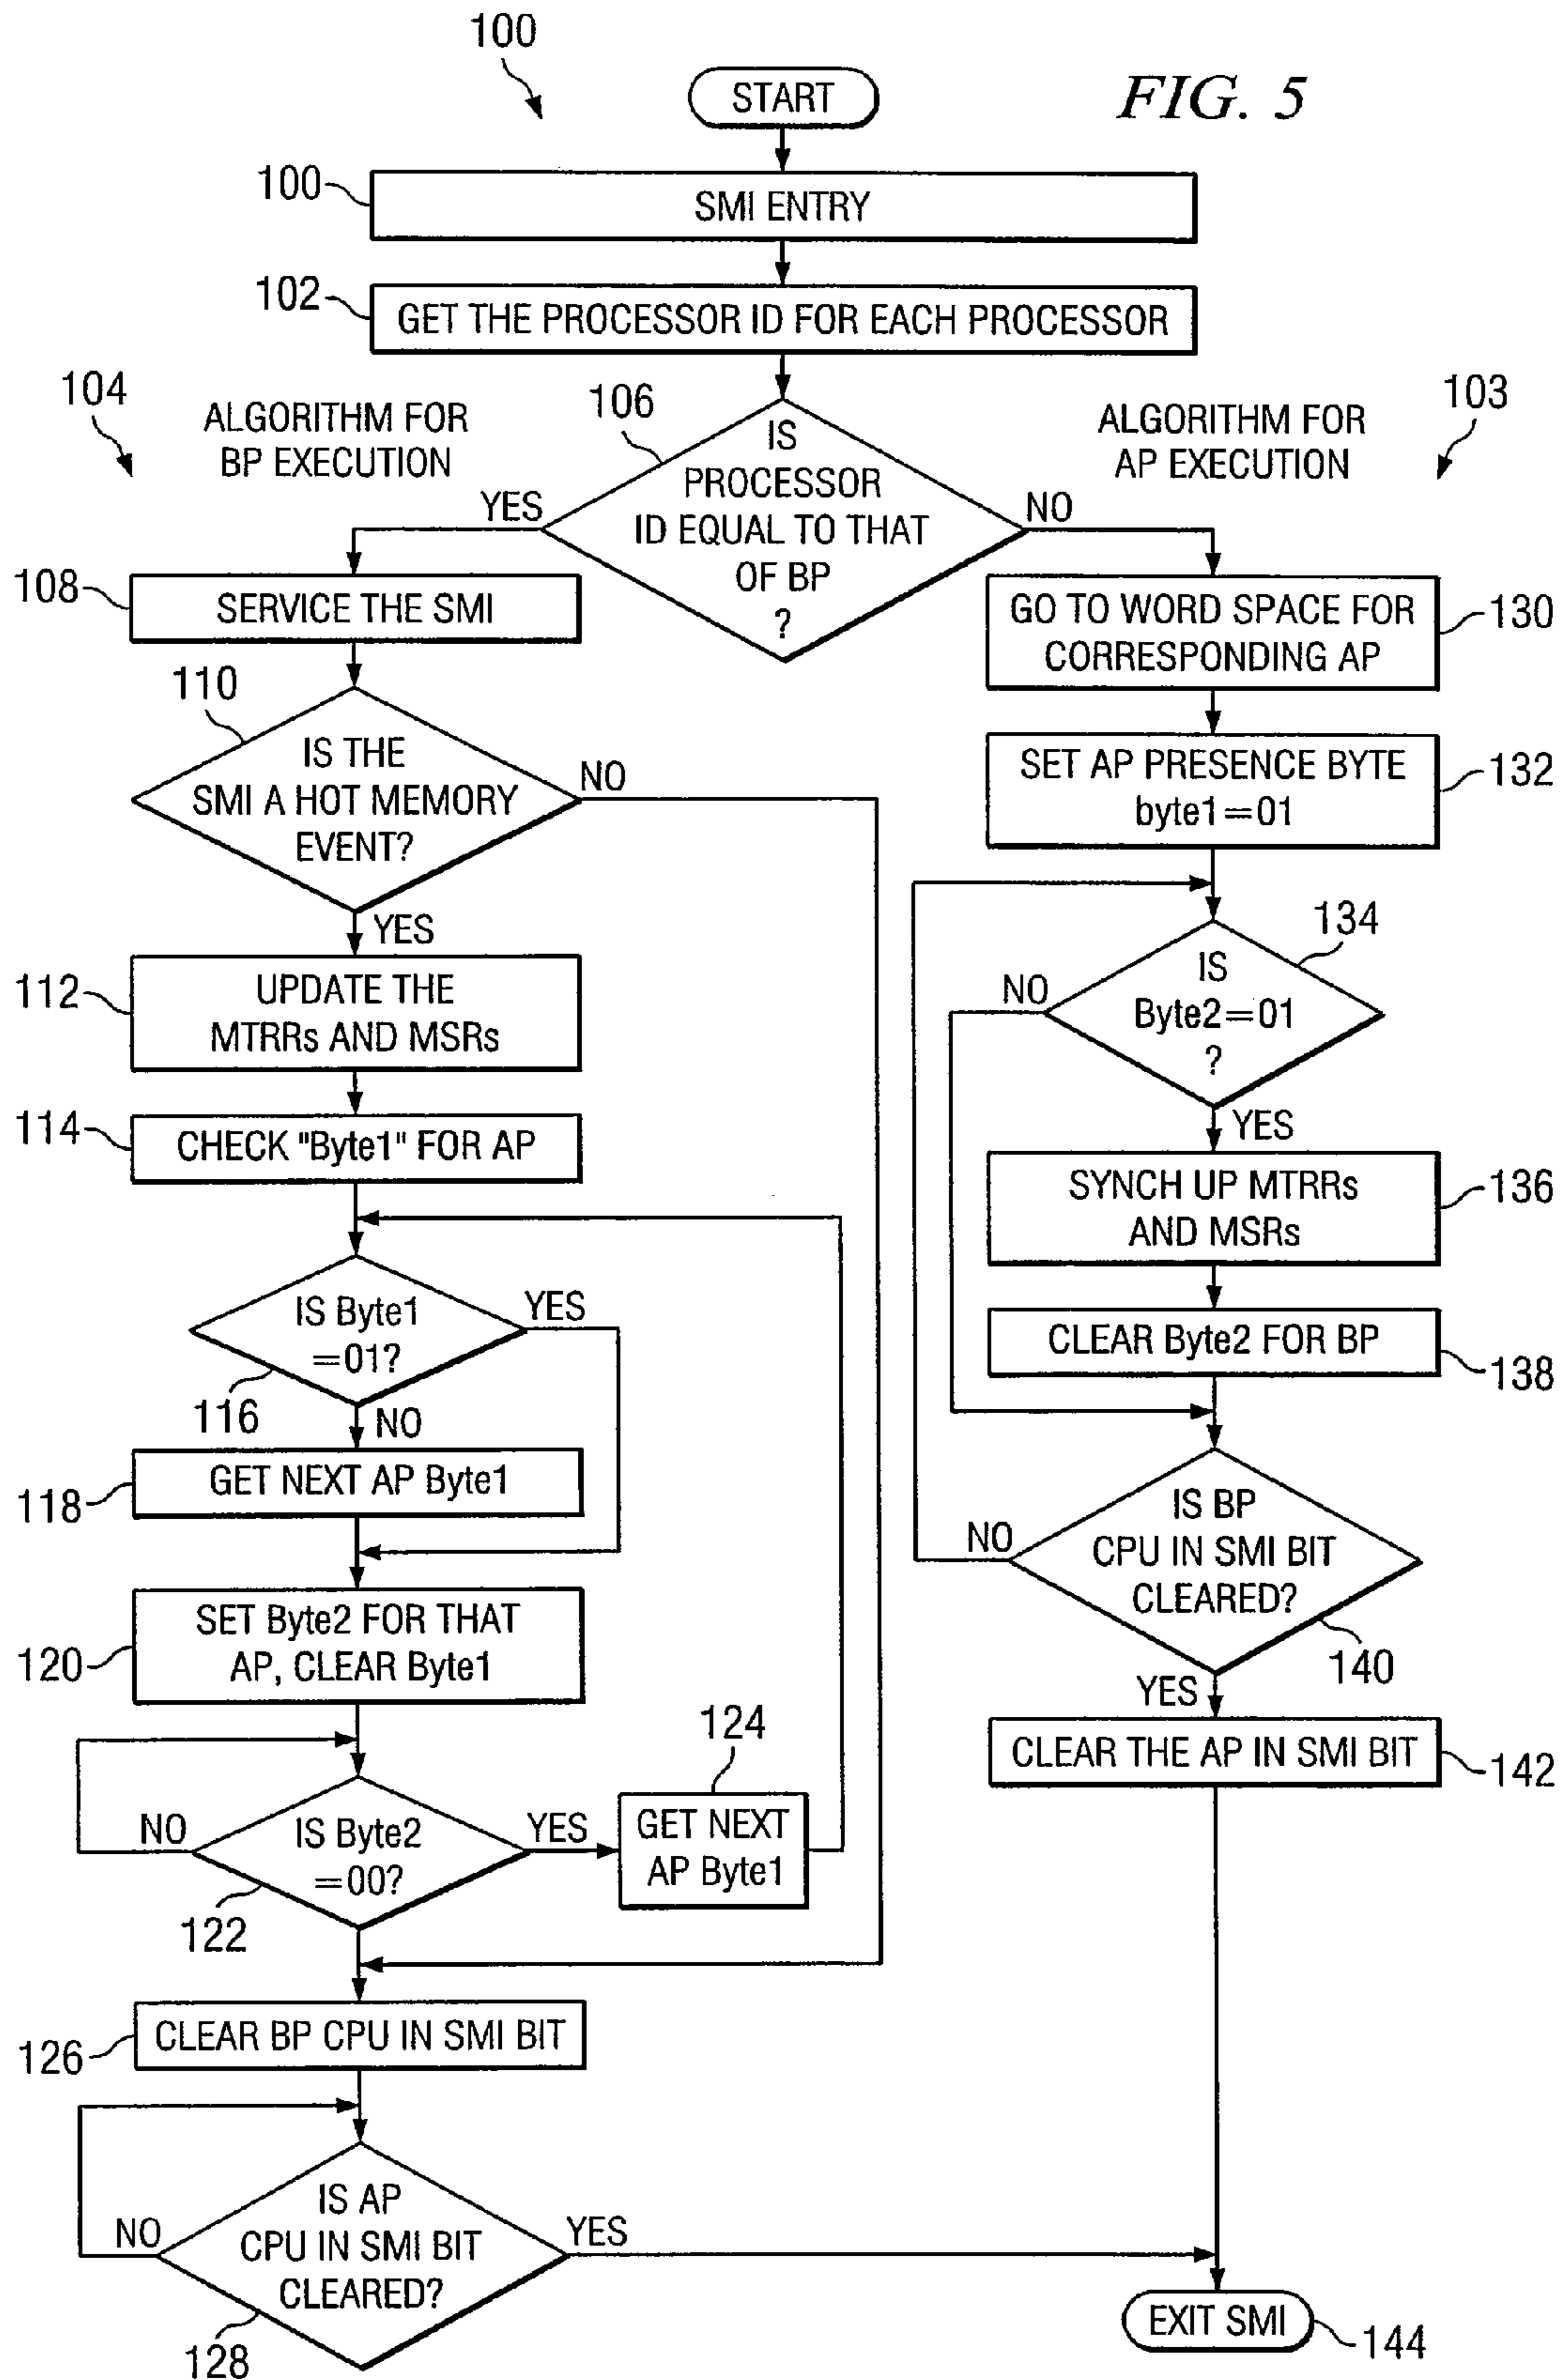 100
START
FIG. 5
100
SMI ENTRY
102
GET THE PROCESSOR ID FOR EACH PROCESSOR
104
ALGORITHM FOR
BP EXECUTION
106
IS
PROCESSOR
ID EQUAL TO THAT
OF BP
?
ALGORITHM FOR
AP EXECUTION
103
YES
NO
108
SERVICE THE SMI
GO TO WORD SPACE FOR
CORRESPONDING AP
130
110
IS THE
SMI A HOT MEMORY
EVENT?
NO
YES
SET AP PRESENCE BYTE
byte1=01
132
112
UPDATE THE
MTRRs AND MSRs
134
IS
Byte2=01
?
NO
YES
114
CHECK "Byte1" FOR AP
SYNCH UP MTRRs
AND MSRs
136
IS Byte1
=01?
YES
116
NO
CLEAR Byte2 FOR BP
138
118
GET NEXT AP Byte1
IS BP
CPU IN SMI BIT
CLEARED?
NO
140
YES
120
SET Byte2 FOR THAT
AP, CLEAR Byte1
124
GET NEXT
AP Byte1
CLEAR THE AP IN SMI BIT
142
NO
IS Byte2
=00?
YES
122
126
CLEAR BP CPU IN SMI BIT
NO
IS AP
CPU IN SMI BIT
CLEARED?
YES
128
EXIT SMI
144